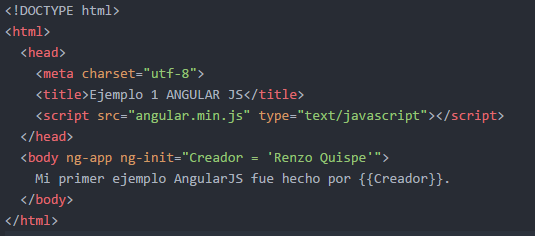 <!DOCTYPE html>
<html>
<head>
<meta charset="utf-8">
<title>Ejemplo 1 ANGULAR JS</title>
<script src="angular.min.js" type="text/javascript"></script>
</head>
<body ng-app ng-init="Creador = 'Renzo Quispe'">
Mi primer ejemplo AngularJS fue hecho por {{Creador}}.
</body>
</html>